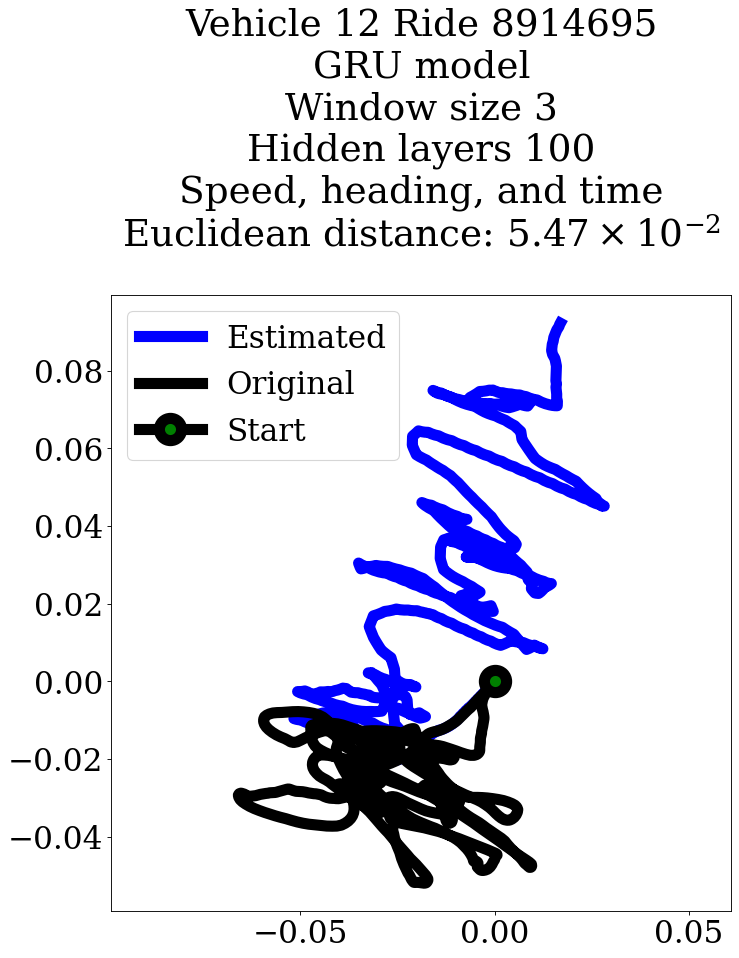 Vehicle 12 Ride 8914695
GRU model
Window size 3
Hidden layers 100
Speed, heading, and time
Euclidean distance: 5.47 × 10⁻²
Estimated
Original
Start
0.08
0.06
0.04
0.02
0.00
−0.02
−0.04
−0.05 0.00 0.05